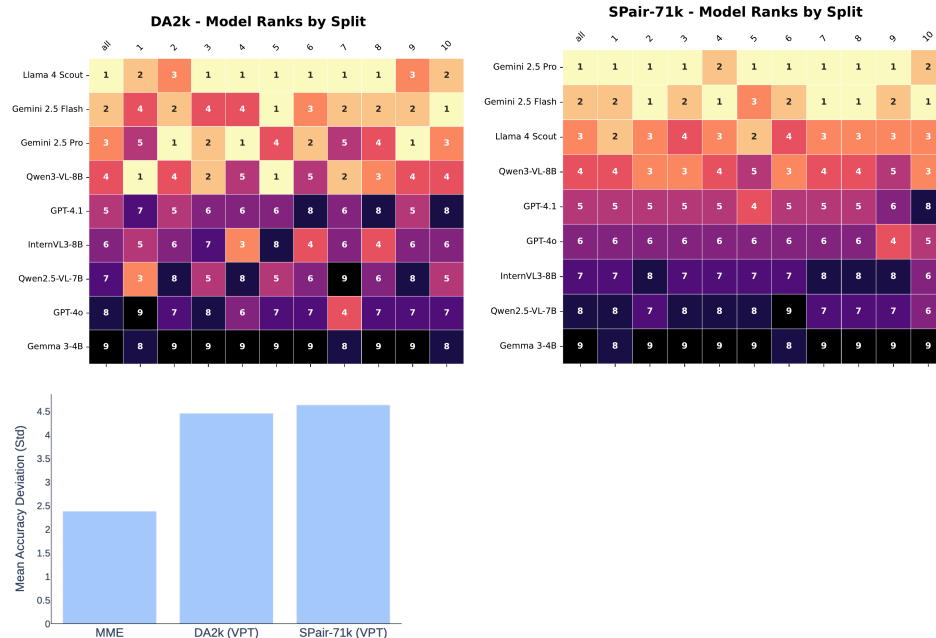 DA2k - Model Ranks by Split
all 1 2 3 4 5 6 7 8 9 10
Llama 4 Scout 1 2 3 1 1 1 1 1 1 3 2
Gemini 2.5 Flash 2 4 2 4 4 1 3 2 2 2 1
Gemini 2.5 Pro 3 5 1 2 1 4 2 5 4 1 3
Qwen3-VL-8B 4 1 4 2 5 1 5 2 3 4 4
GPT-4.1 5 7 5 6 6 6 8 6 8 5 8
InternVL3-8B 6 5 6 7 3 8 4 6 4 6 6
Qwen2.5-VL-7B 7 3 8 5 8 5 6 9 6 8 5
GPT-4o 8 9 7 8 6 7 7 4 7 7 7
Gemma 3-4B 9 8 9 9 9 9 9 8 9 9 8
SPair-71k - Model Ranks by Split
all 1 2 3 4 5 6 7 8 9 10
Gemini 2.5 Pro 1 1 1 1 2 1 1 1 1 1 2
Gemini 2.5 Flash 2 2 1 2 1 3 2 1 1 2 1
Llama 4 Scout 3 2 3 4 3 2 4 3 3 3 3
Qwen3-VL-8B 4 4 3 3 4 5 3 4 4 5 3
GPT-4.1 5 5 5 5 5 4 5 5 5 6 8
GPT-4o 6 6 6 6 6 6 6 6 6 4 5
InternVL3-8B 7 7 8 7 7 7 7 8 8 8 6
Qwen2.5-VL-7B 8 8 7 8 8 8 9 7 7 7 6
Gemma 3-4B 9 8 9 9 9 9 8 9 9 9 9
Mean Accuracy Deviation (Std)
4.5
4
3.5
3
2.5
2
1.5
1
0.5
0
MME DA2k (VPT) SPair-71k (VPT)